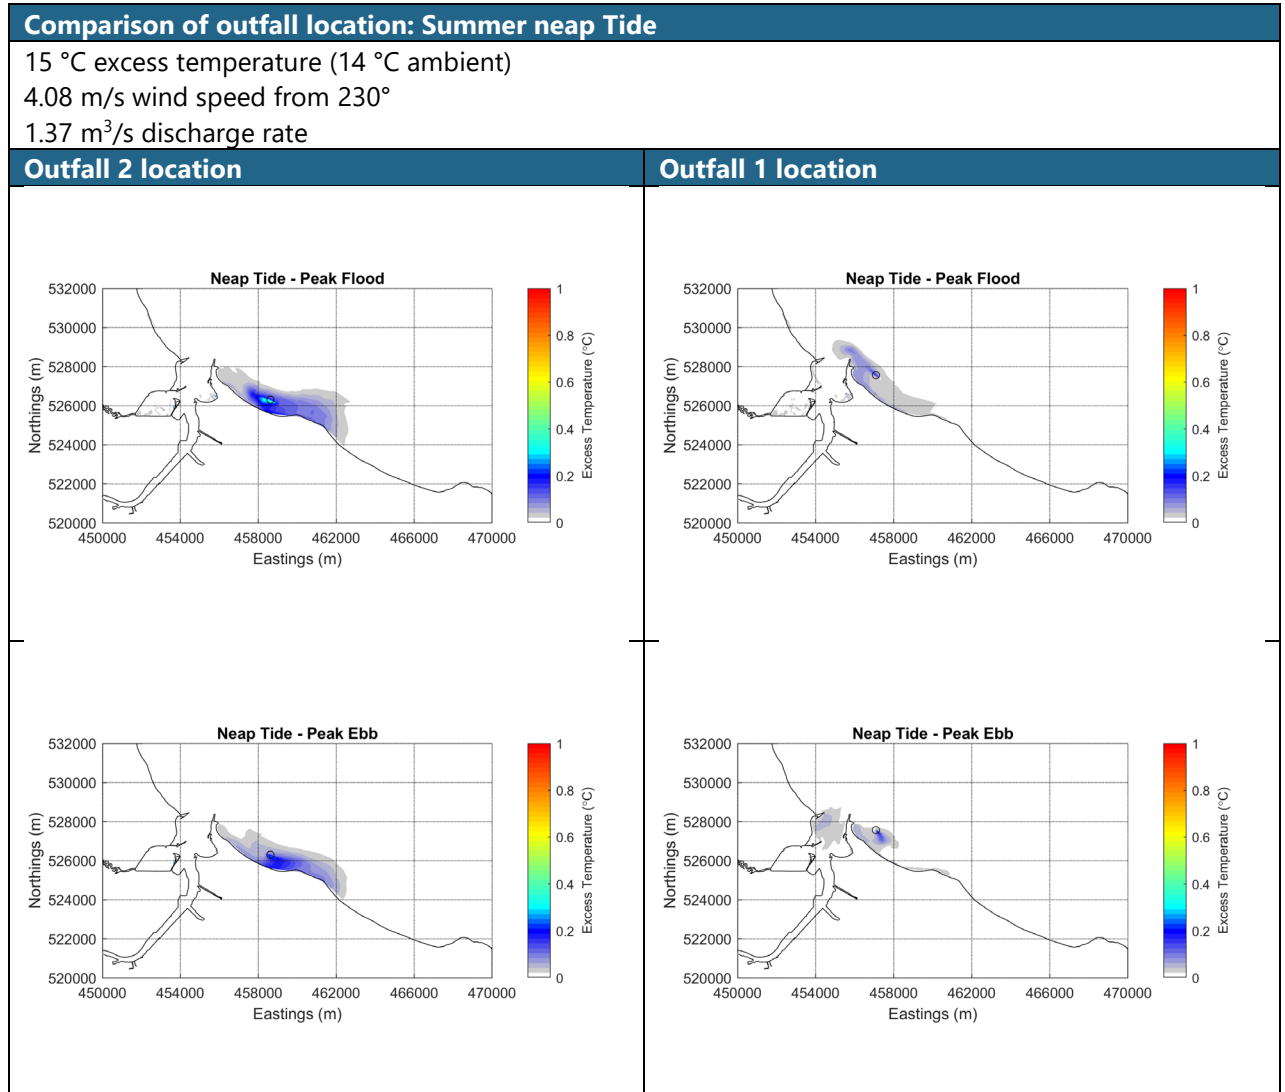 Comparison of outfall location: Summer neap Tide
15 °C excess temperature (14 °C ambient)
4.08 m/s wind speed from 230°
1.37 m³/s discharge rate
Outfall 2 location
Outfall 1 location
Neap Tide - Peak Flood
532000
530000
528000
526000
524000
522000
520000
Northings (m)
450000 454000 458000 462000 466000 470000
Eastings (m)
1
0.8
0.6
0.4
0.2
0
Excess Temperature (°C)
Neap Tide - Peak Flood
532000
530000
528000
526000
524000
522000
520000
Northings (m)
450000 454000 458000 462000 466000 470000
Eastings (m)
1
0.8
0.6
0.4
0.2
0
Excess Temperature (°C)
Neap Tide - Peak Ebb
532000
530000
528000
526000
524000
522000
520000
Northings (m)
450000 454000 458000 462000 466000 470000
Eastings (m)
1
0.8
0.6
0.4
0.2
0
Excess Temperature (°C)
Neap Tide - Peak Ebb
532000
530000
528000
526000
524000
522000
520000
Northings (m)
450000 454000 458000 462000 466000 470000
Eastings (m)
1
0.8
0.6
0.4
0.2
0
Excess Temperature (°C)